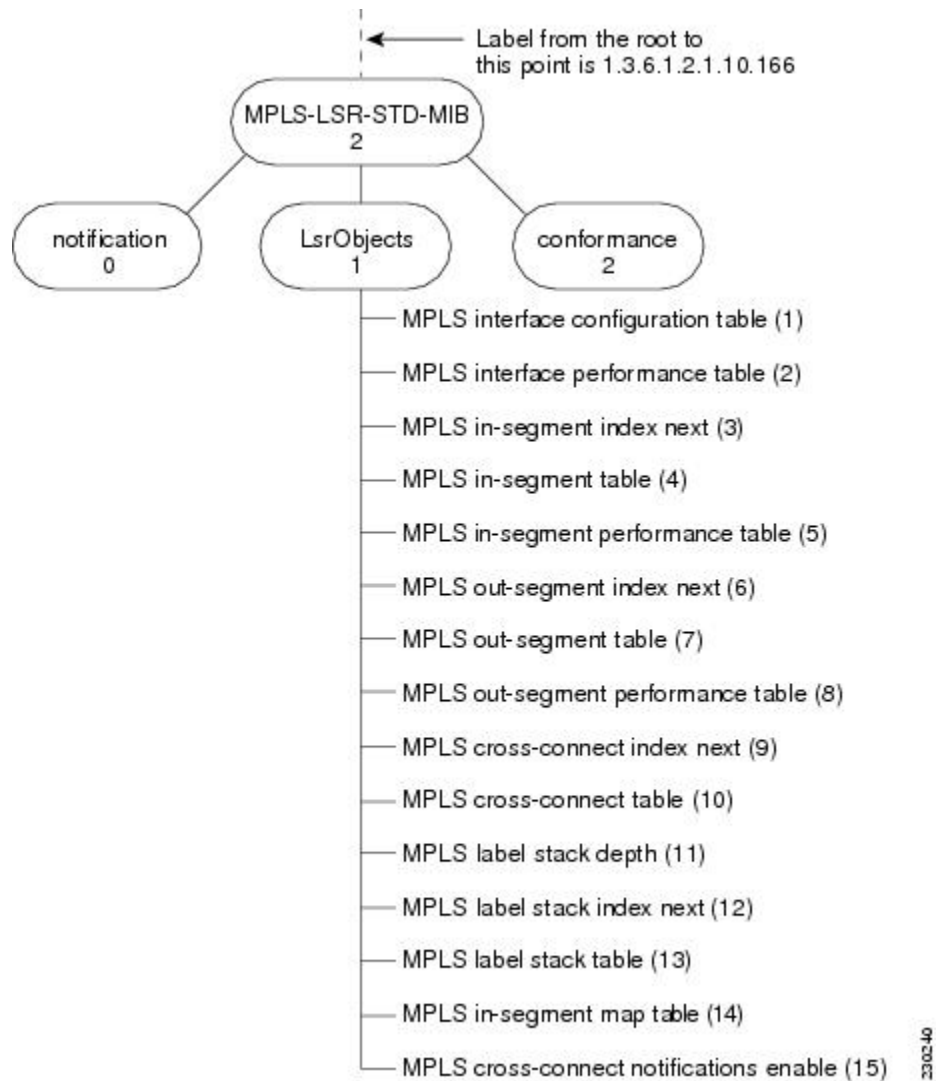 Label from the root to
this point is 1.3.6.1.2.1.10.166
MPLS-LSR-STD-MIB
2
notification
0
LsrObjects
1
conformance
2
MPLS interface configuration table (1)
MPLS interface performance table (2)
MPLS in-segment index next (3)
MPLS in-segment table (4)
MPLS in-segment performance table (5)
MPLS out-segment index next (6)
MPLS out-segment table (7)
MPLS out-segment performance table (8)
MPLS cross-connect index next (9)
MPLS cross-connect table (10)
MPLS label stack depth (11)
MPLS label stack index next (12)
MPLS label stack table (13)
MPLS in-segment map table (14)
MPLS cross-connect notifications enable (15)
230240